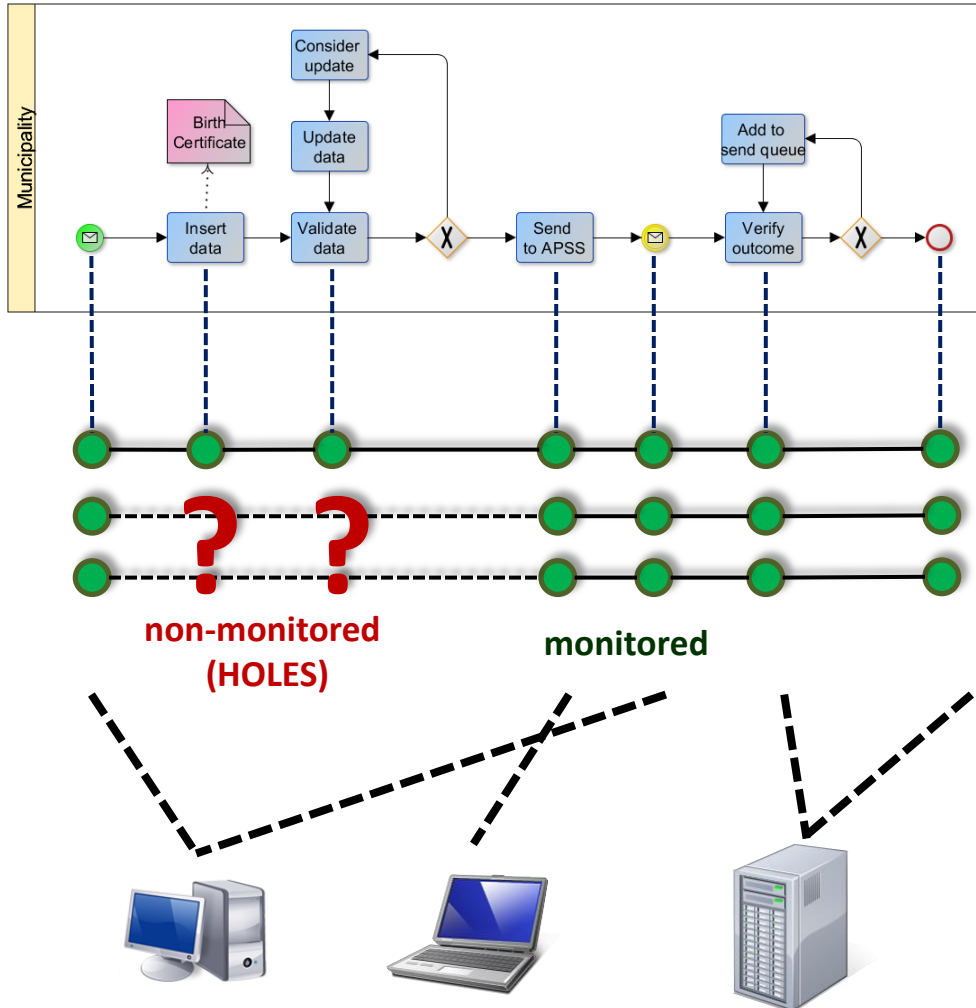 Municipality
Consider
update
Birth
Certificate
Update
data
Add to
send queue
Insert
data
Validate
data
X
Send
to APSS
Verify
outcome
X
? ?
non-monitored
(HOLES)
monitored